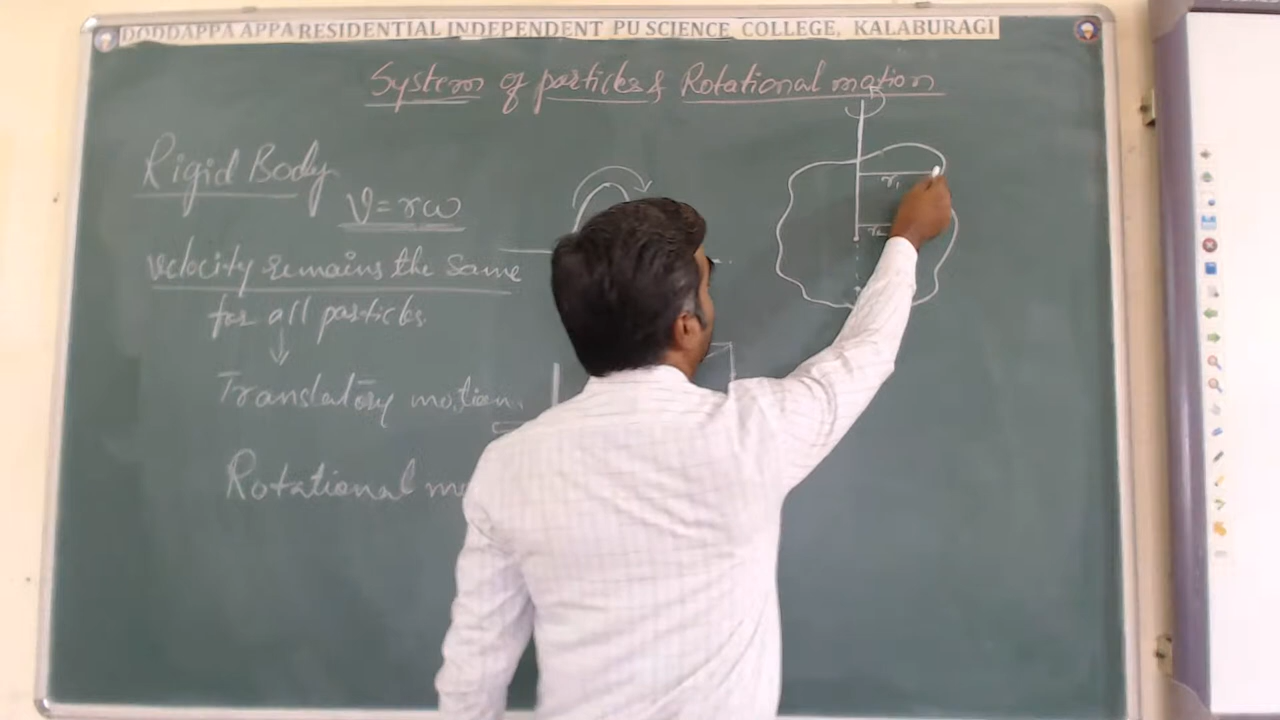 DODDAPPA APPA RESIDENTIAL INDEPENDENT PU SCIENCE COLLEGE, KALABURAGI
System of particles & Rotational motion
Rigid Body
V = rω
velocity remains the same
for all particles.
Translatory motion.
Rotational
r₁
r₂